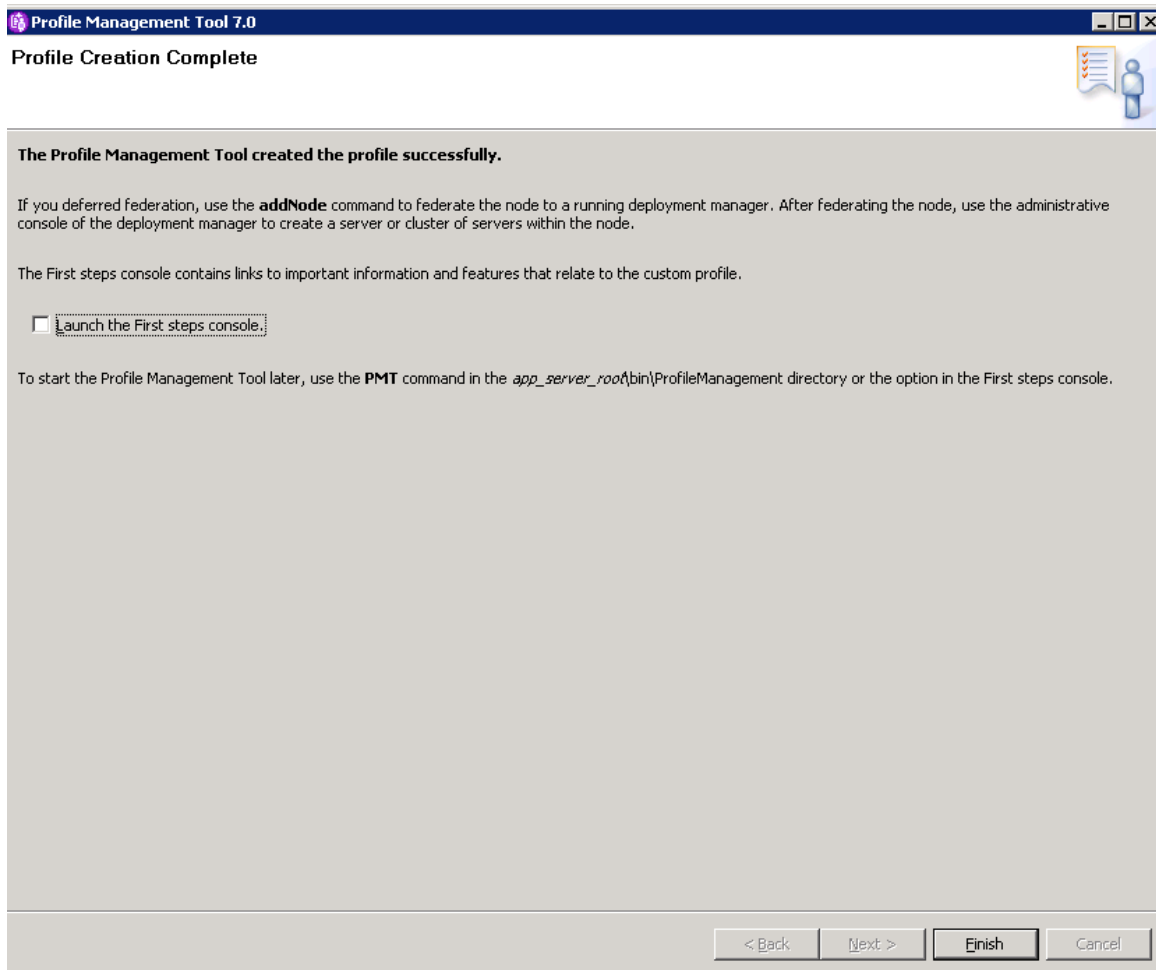 Profile Management Tool 7.0
Profile Creation Complete
The Profile Management Tool created the profile successfully.
If you deferred federation, use the addNode command to federate the node to a running deployment manager. After federating the node, use the administrative
console of the deployment manager to create a server or cluster of servers within the node.
The First steps console contains links to important information and features that relate to the custom profile.
Launch the First steps console.
To start the Profile Management Tool later, use the PMT command in the app_server_root\bin\ProfileManagement directory or the option in the First steps console.
< Back Next > Finish Cancel